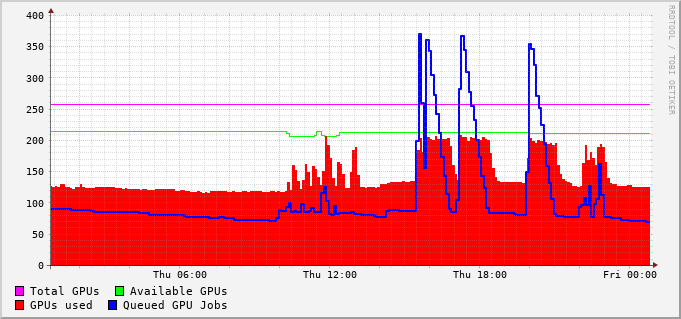 400
350
300
250
200
150
100
50
0
Thu 06:00 Thu 12:00 Thu 18:00 Fri 00:00
Total GPUs Available GPUs
GPUs used Queued GPU Jobs
RRDTOOL / TOBI OETIKER